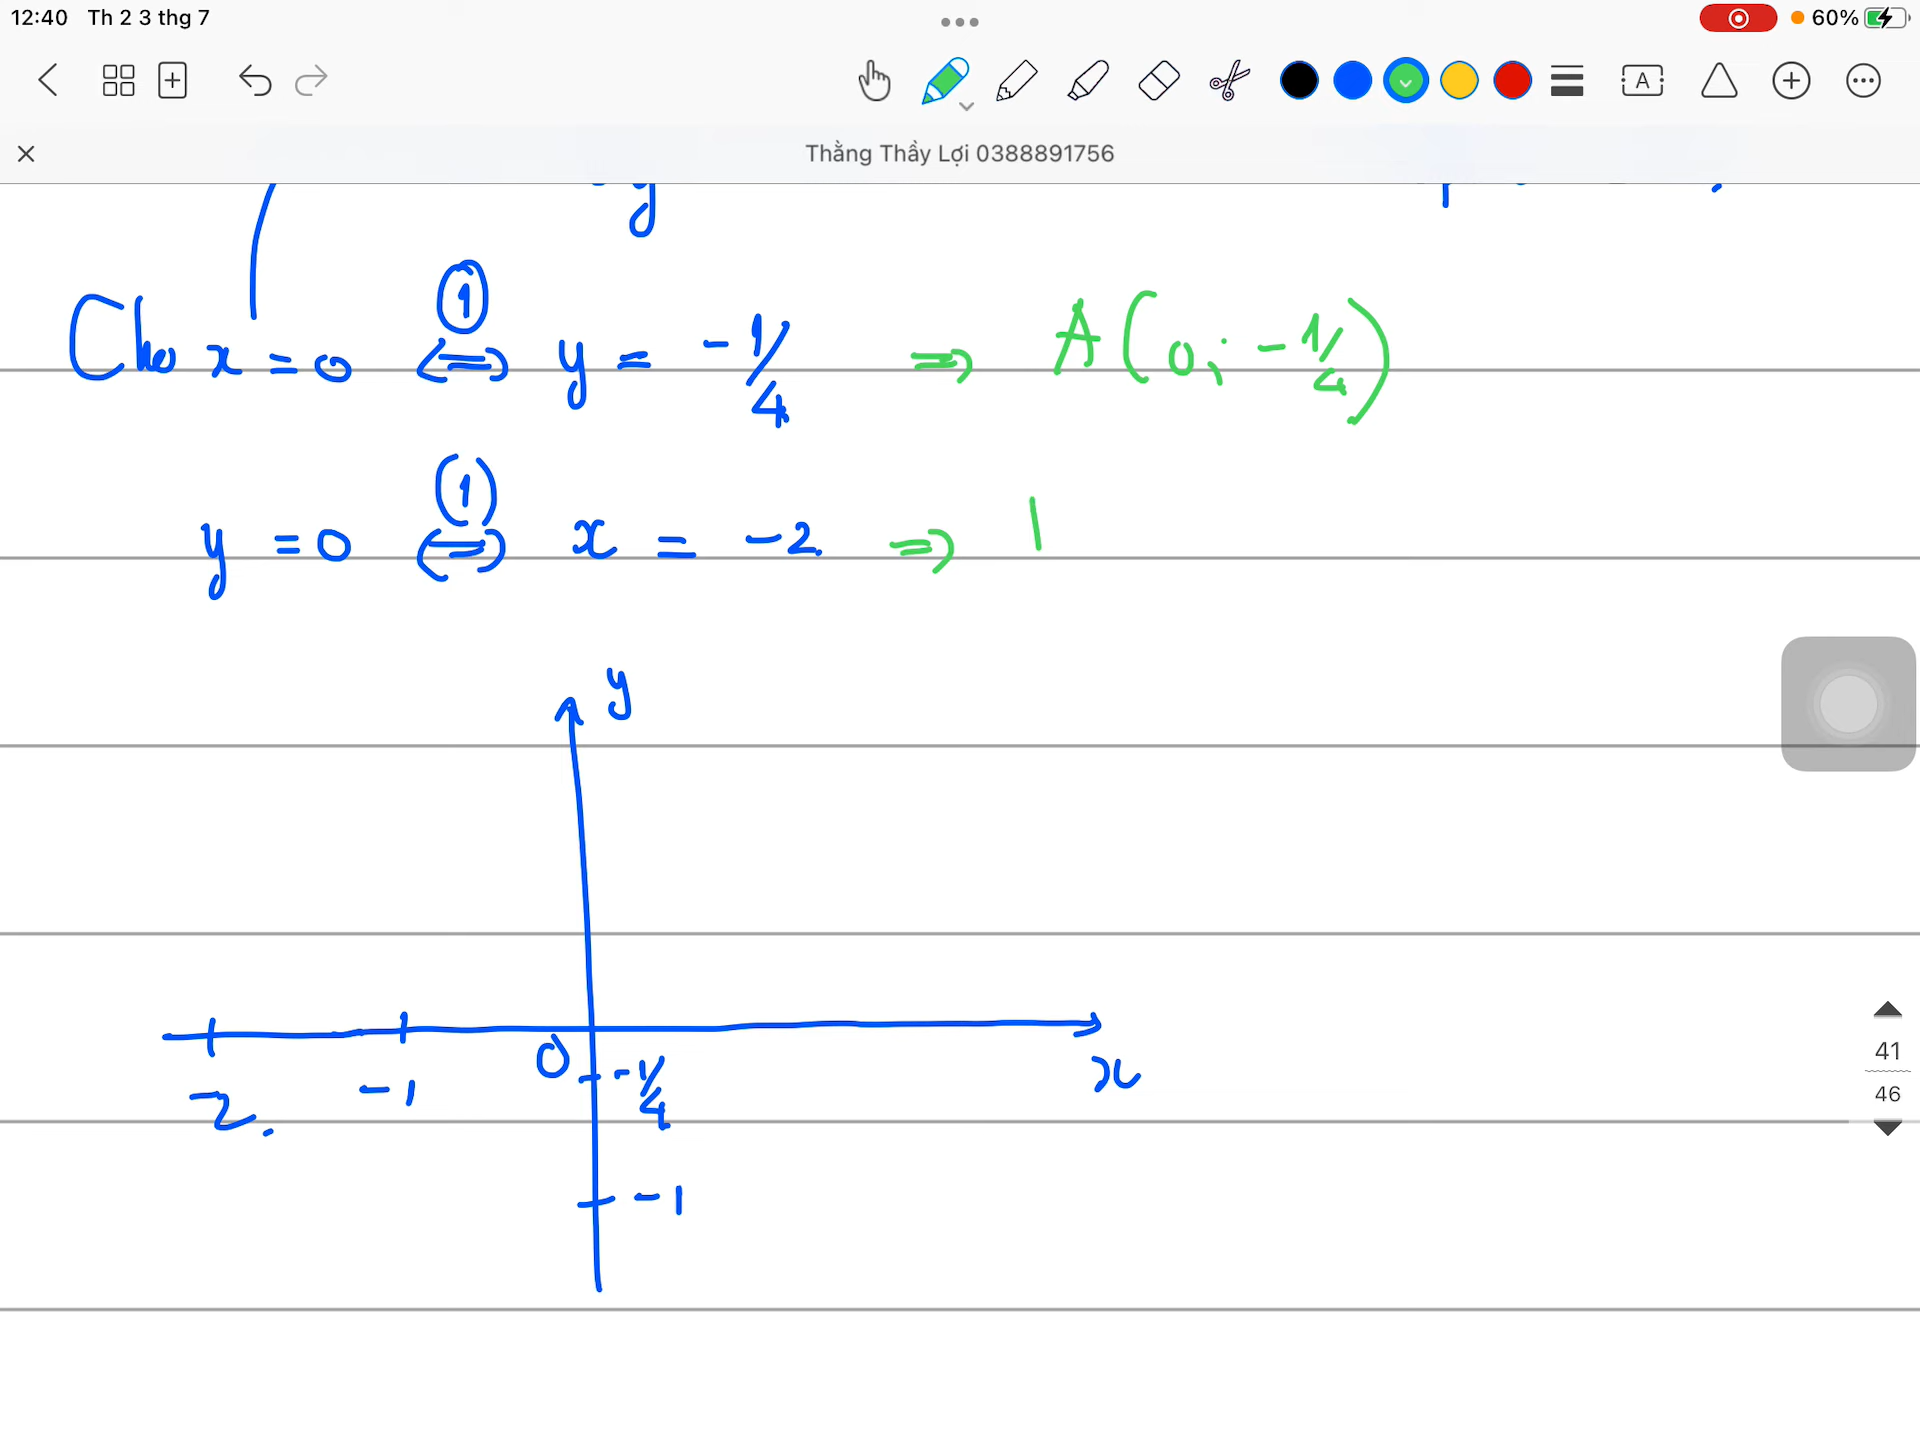 12:40 Th 2 3 thg 7
60%
A
Thắng Thầy Lợi 0388891756
y
①
Cho x = 0 ⟺ y = -1/4 ⇒ A(0; -1/4)
(1)
y = 0 ⟺ x = -2 ⇒
y
O
x
-2
-1
-1/4
-1
41
46